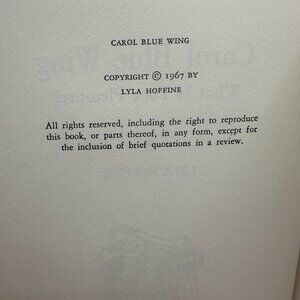 CAROL BLUE WING
COPYRIGHT © 1967 BY
LYLA HOFFINE
All rights reserved, including the right to reproduce
this book, or parts thereof, in any form, except for
the inclusion of brief quotations in a review.